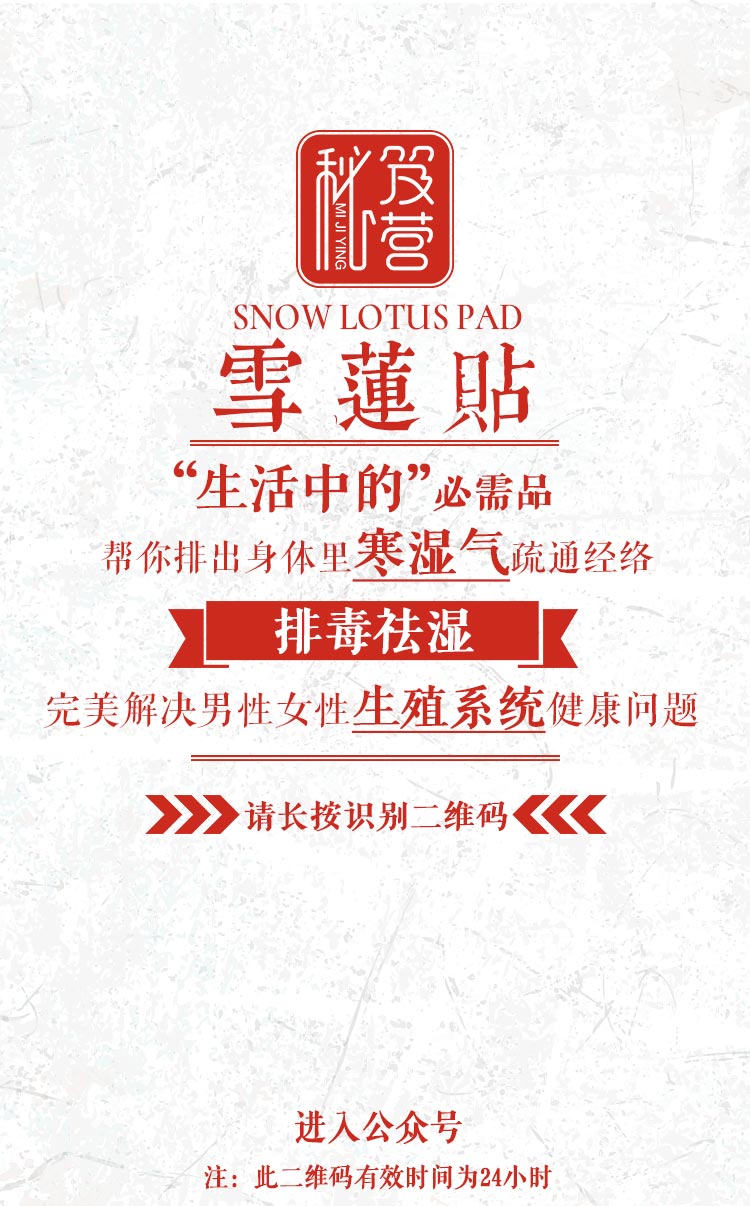 秘笈营
MI JI YING
SNOW LOTUS PAD
雪蓮貼
“生活中的”必需品
帮你排出身体里寒湿气疏通经络
排毒祛湿
完美解决男性女性生殖系统健康问题
请长按识别二维码
进入公众号
注：此二维码有效时间为24小时